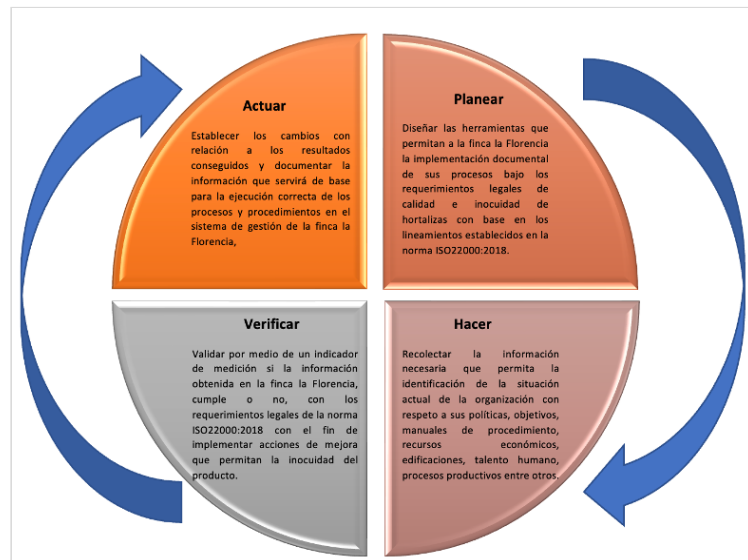 Actuar
Establecer los cambios con
relación a los resultados
conseguidos y documentar la
información que servirá de base
para la ejecución correcta de los
procesos y procedimientos en el
sistema de gestión de la finca la
Florencia,
Planear
Diseñar las herramientas que
permitan a la finca la Florencia
la implementación documental
de sus procesos bajo los
requerimientos legales de
calidad e inocuidad de
hortalizas con base en los
lineamientos establecidos en la
norma ISO22000:2018.
Verificar
Validar por medio de un indicador
de medición si la información
obtenida en la finca la Florencia,
cumple o no, con los
requerimientos legales de la norma
ISO22000:2018 con el fin de
implementar acciones de mejora
que permitan la inocuidad del
producto.
Hacer
Recolectar la información
necesaria que permita la
identificación de la situación
actual de la organización con
respeto a sus políticas, objetivos,
manuales de procedimiento,
recursos económicos,
edificaciones, talento humano,
procesos productivos entre otros.